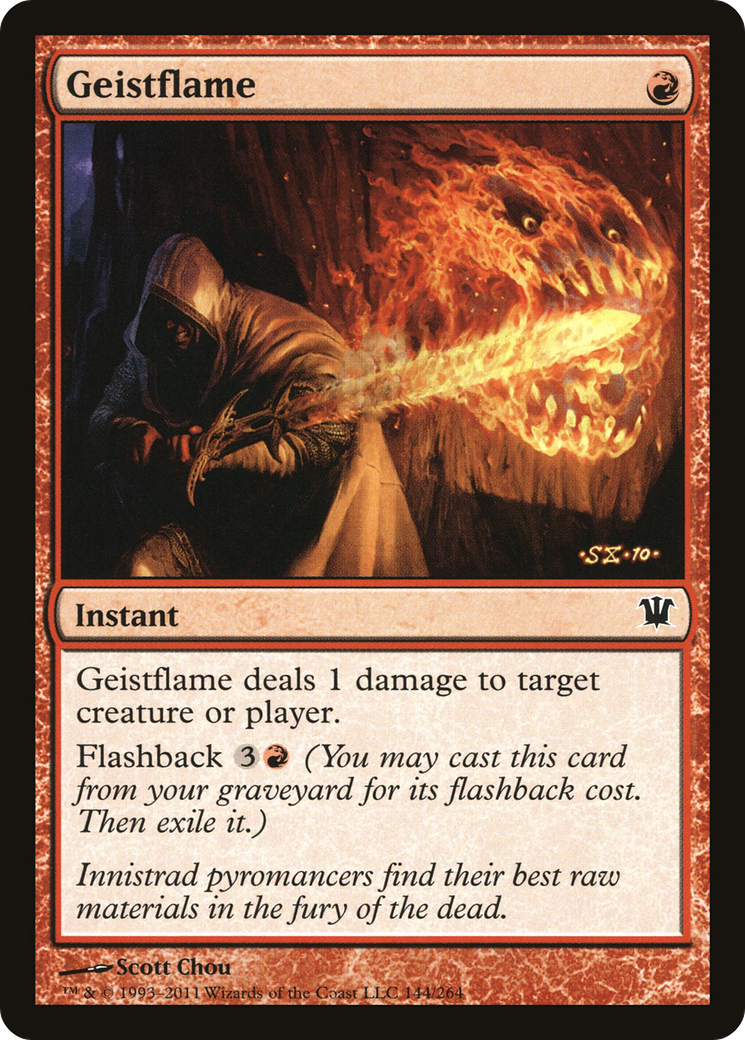 Geistflame
·SZ·10·
Instant
Geistflame deals 1 damage to target
creature or player.
Flashback 3 (You may cast this card
from your graveyard for its flashback cost.
Then exile it.)
Innistrad pyromancers find their best raw
materials in the fury of the dead.
Scott Chou
™ & © 1993–2011 Wizards of the Coast LLC 144/264